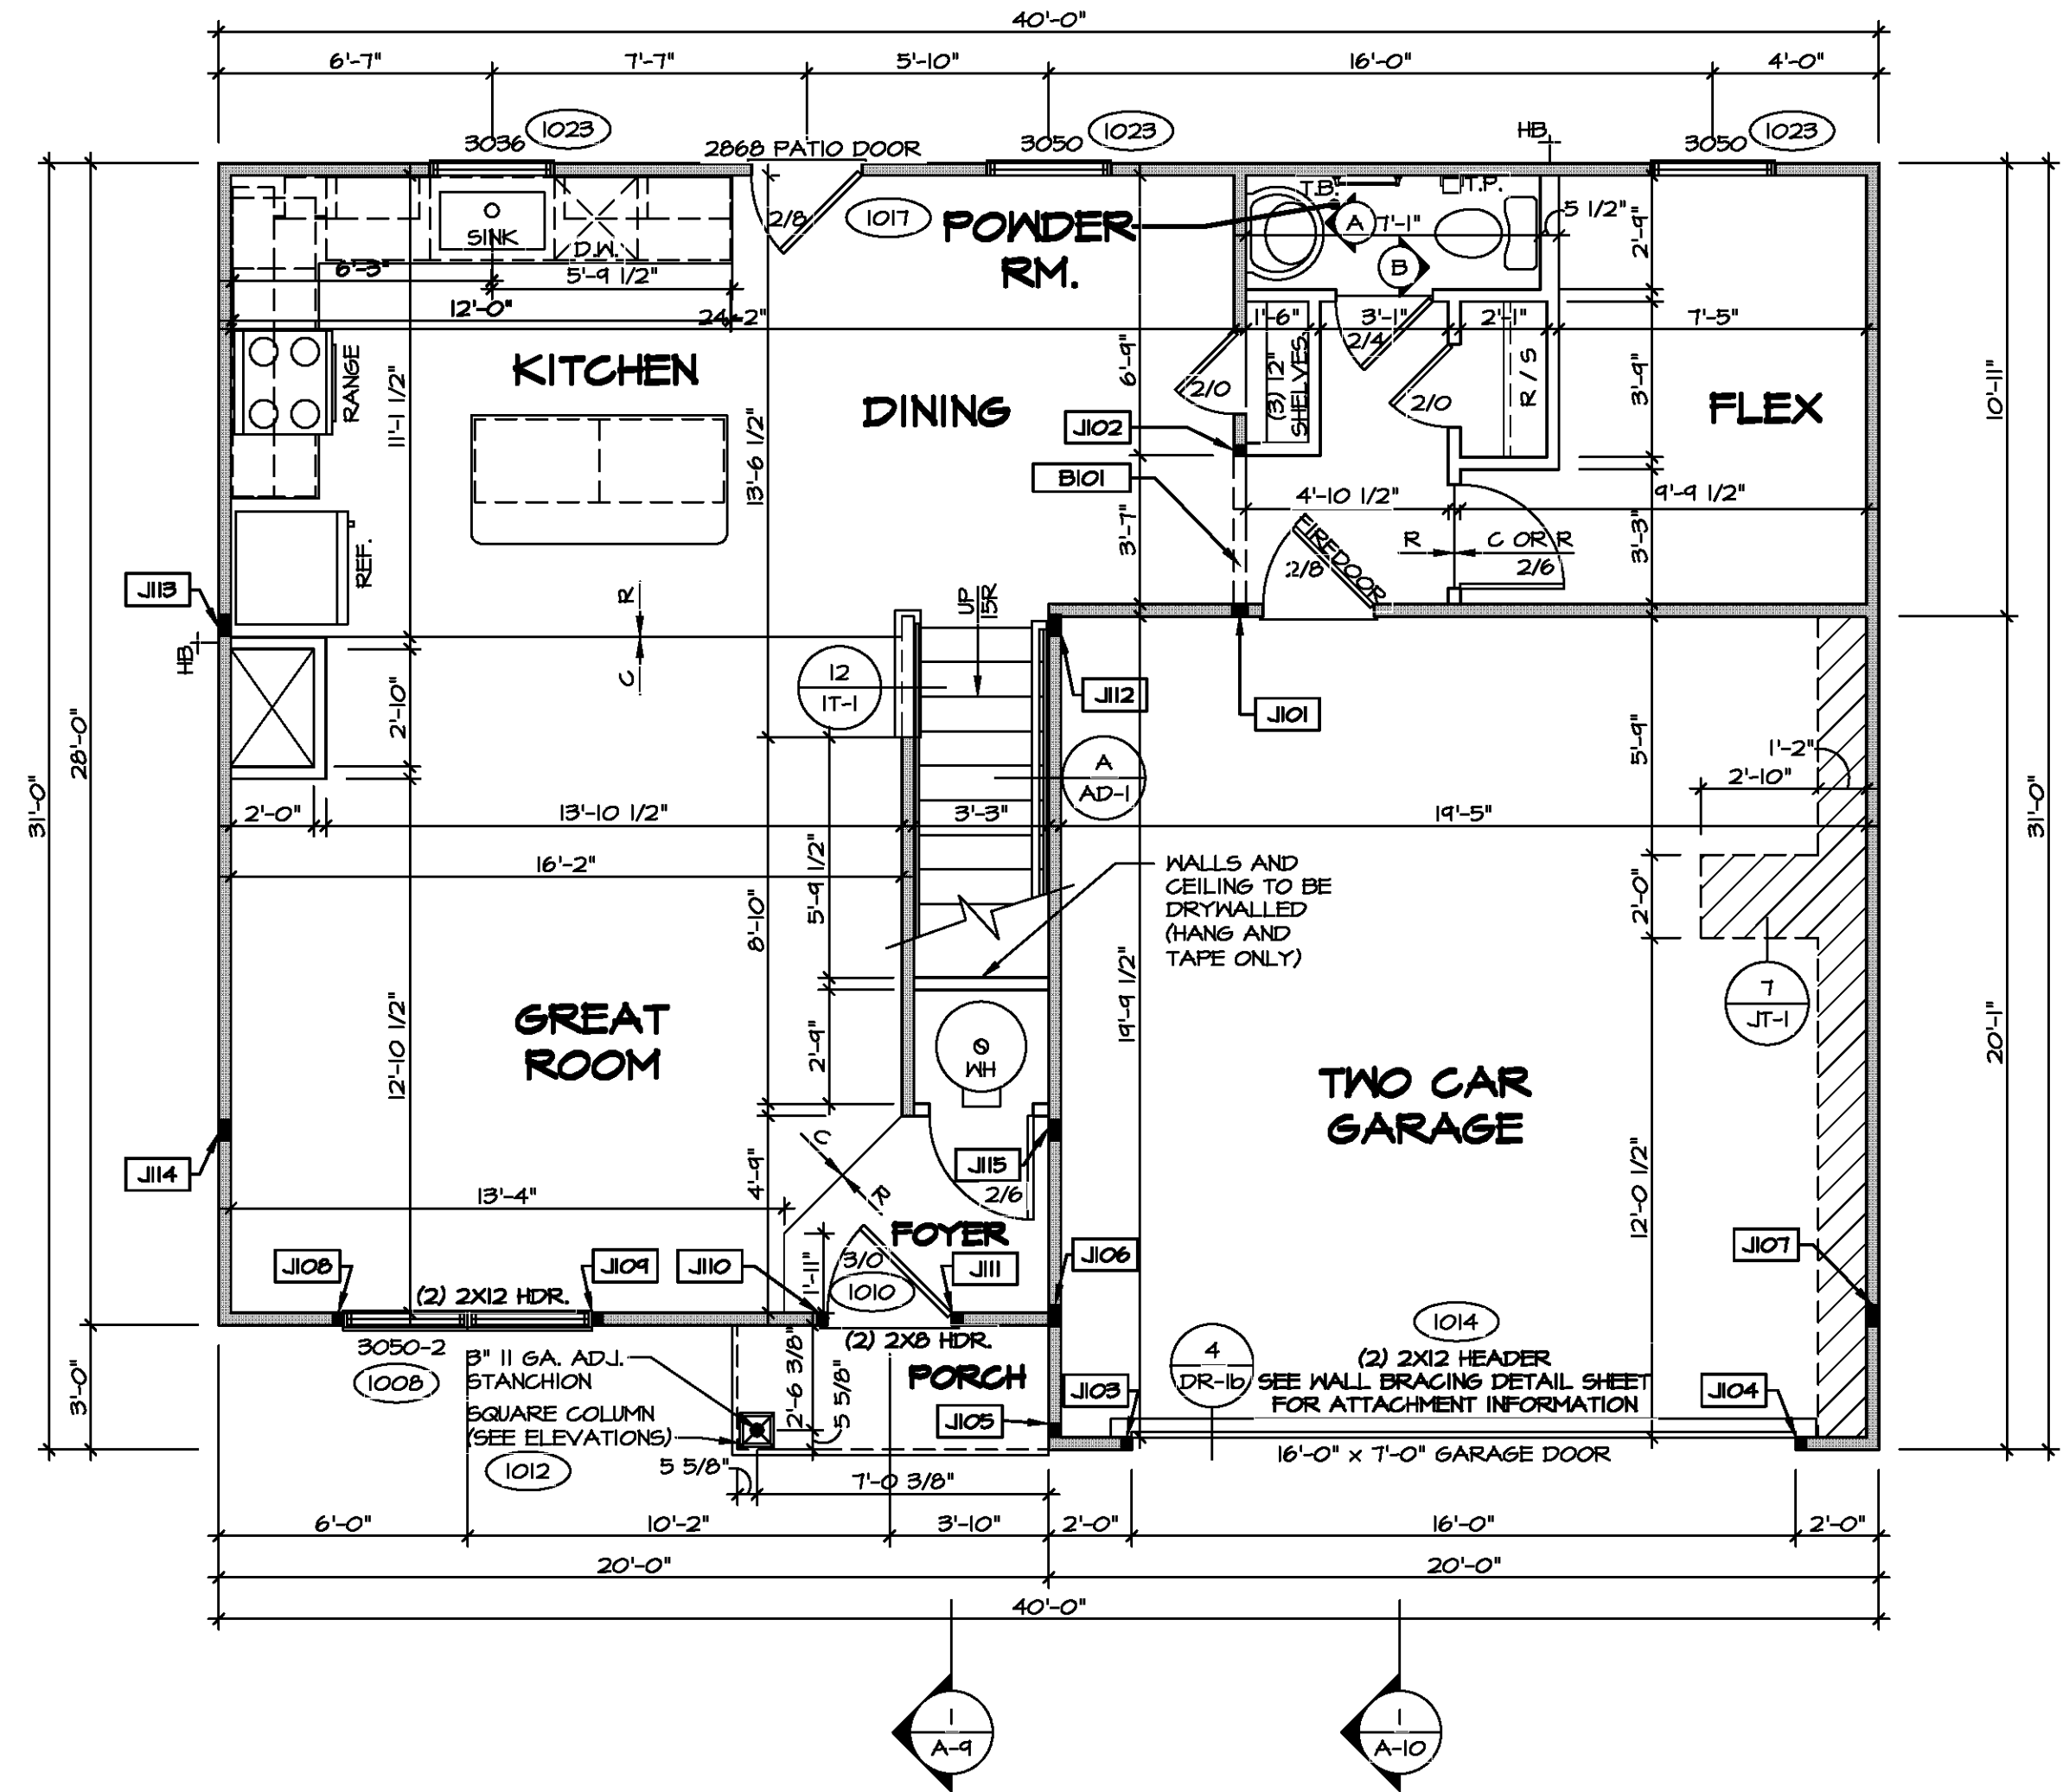 40'-0"
6'-7" 7'-7" 5'-10" 16'-0" 4'-0"
3036 1023
2868 PATIO DOOR
3050 1023
HB
3050 1023
2/8
1017
SINK
D.W.
6'-3"
5'-9 1/2"
12'-0"
24'-2"
POWDER
RM.
T.B.
T.P.
A
7'-1"
B
5 1/2"
2'-9"
1'-6"
3'-1"
2'-1"
7'-5"
2/4
2/0
2/0
(3) 12"
SHELVES
R / S
3'-9"
6'-9"
RANGE
11'-1 1/2"
KITCHEN
DINING
13'-6 1/2"
FLEX
10'-11"
J102
B101
4'-10 1/2"
9'-9 1/2"
3'-7"
3'-3"
FIREDOOR
2/8
R
C OR R
2/6
REF.
J113
HB
R
C
UP
15R
12
IT-1
J112
J101
2'-10"
A
AD-1
5'-9"
1'-2"
2'-10"
31'-0"
28'-0"
31'-0"
2'-0"
13'-10 1/2"
3'-3"
19'-5"
16'-2"
5'-9 1/2"
8'-10"
WALLS AND
CEILING TO BE
DRYWALLED
(HANG AND
TAPE ONLY)
2'-0"
7
JT-1
19'-9 1/2"
20'-1"
GREAT
ROOM
12'-10 1/2"
2'-9"
WH
TWO CAR
GARAGE
J114
J115
C
R
4'-9"
2/6
12'-0 1/2"
13'-4"
FOYER
3/0
1010
1'-11"
J108
J109
J110
J111
J106
J107
(2) 2X12 HDR.
3050-2
1008
(2) 2X8 HDR.
PORCH
3" 11 GA. ADJ.
STANCHION
SQUARE COLUMN
(SEE ELEVATIONS)
1012
2'-6 3/8"
5 5/8"
J105
J103
4
DR-1b
1014
(2) 2X12 HEADER
SEE WALL BRACING DETAIL SHEET
FOR ATTACHMENT INFORMATION
J104
3'-0"
16'-0" x 7'-0" GARAGE DOOR
5 5/8"
7'-0 3/8"
6'-0" 10'-2" 3'-10" 2'-0" 16'-0" 2'-0"
20'-0" 20'-0"
40'-0"
1
A-9
1
A-10